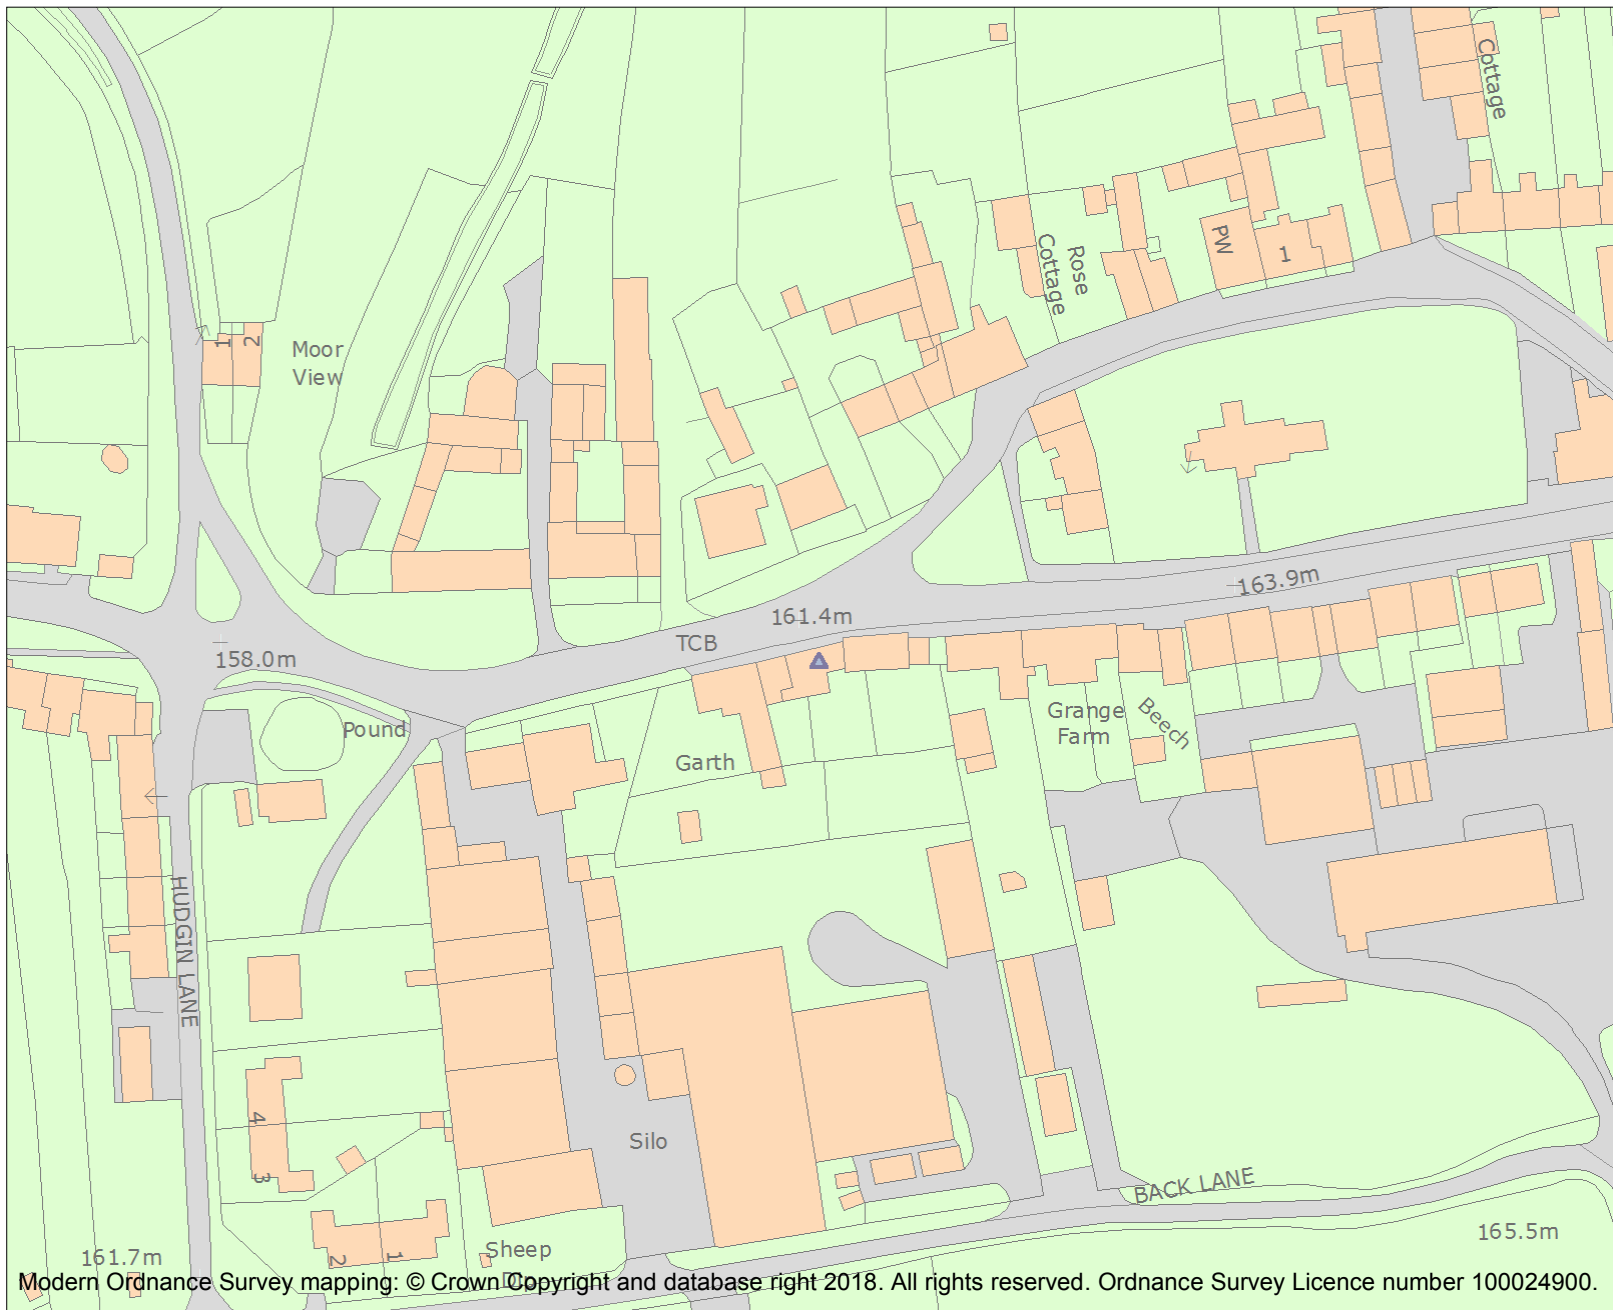 Cottage
PW
1
Rose
Cottage
1
2
Moor
View
163.9m
161.4m
TCB
158.0m
Pound
Garth
Grange
Farm
Beech
HUDGIN LANE
4
3
Silo
BACK LANE
2
1
Sheep
Dip
161.7m
165.5m
Modern Ordnance Survey mapping: © Crown Copyright and database right 2018. All rights reserved. Ordnance Survey Licence number 100024900.